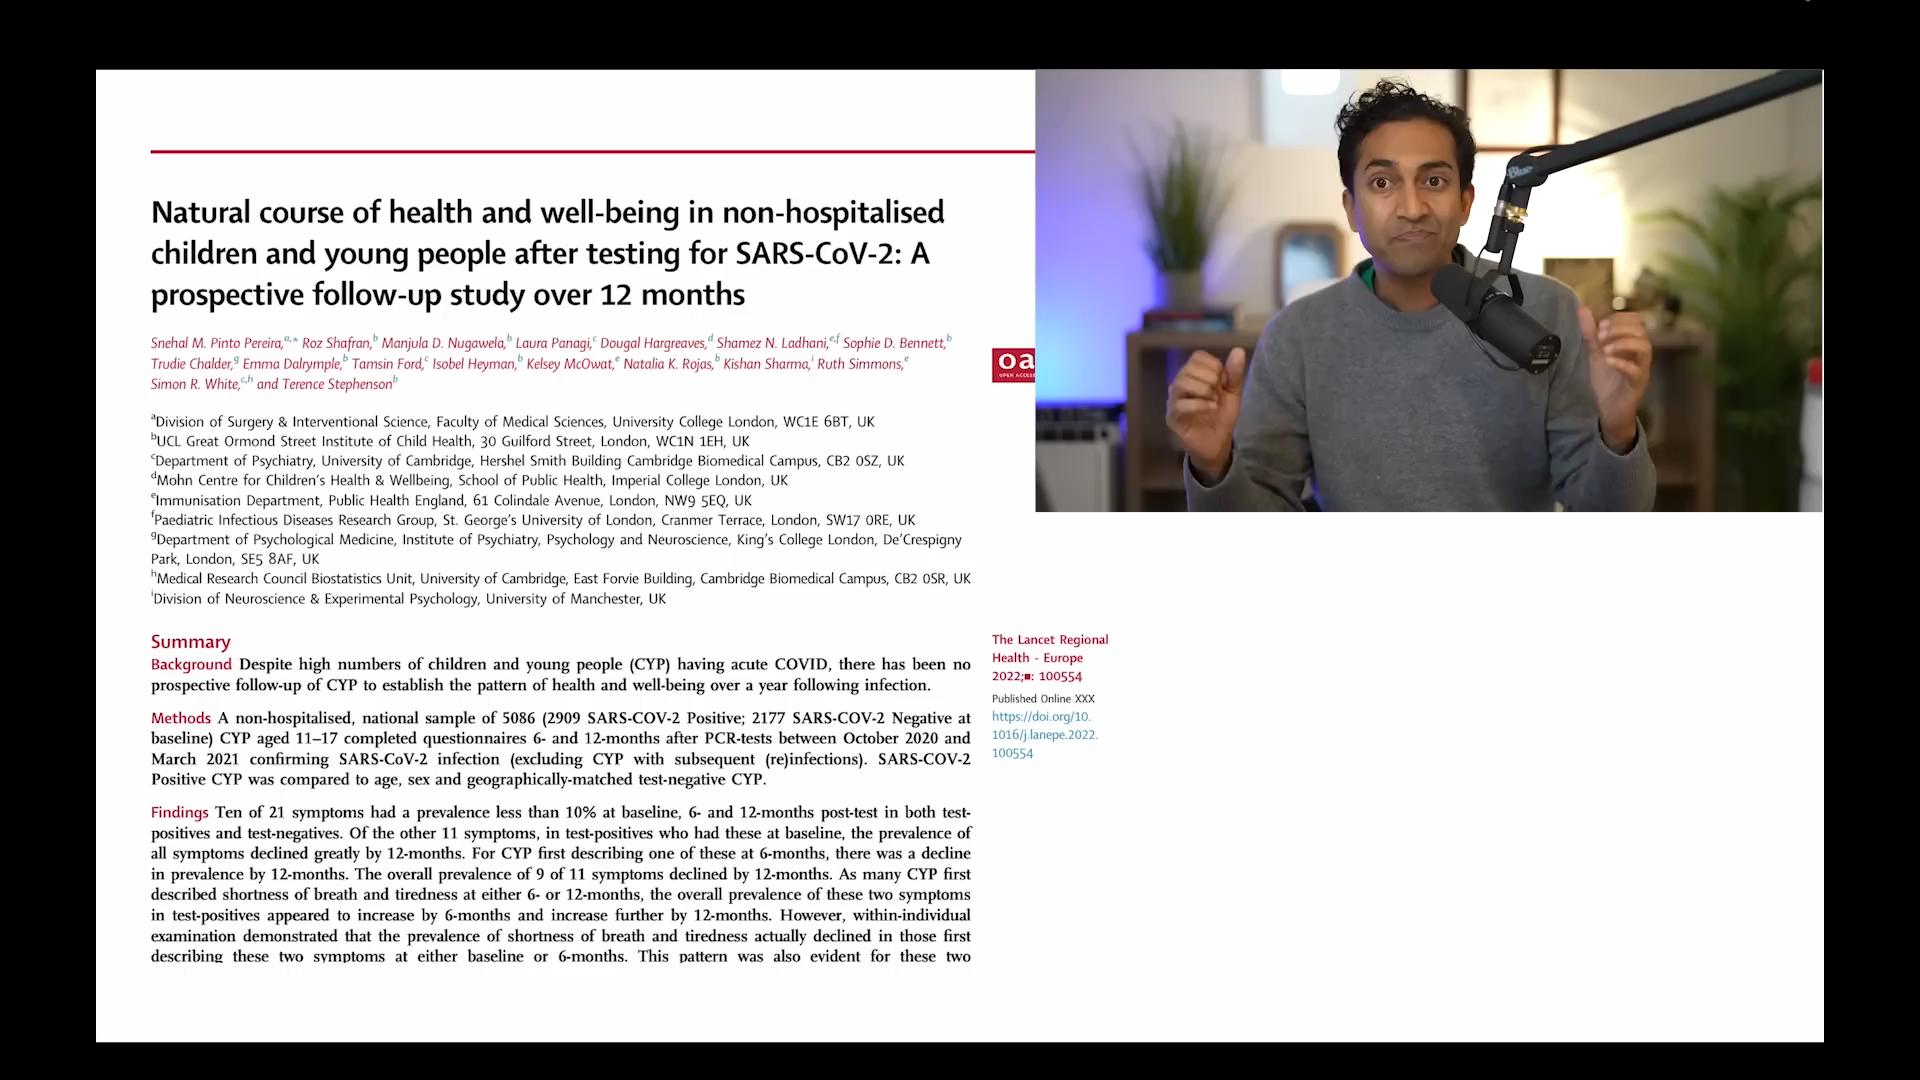 Natural course of health and well-being in non-hospitalised
children and young people after testing for SARS-CoV-2: A
prospective follow-up study over 12 months
Snehal M. Pinto Pereira,a,* Roz Shafran,b Manjula D. Nugawela,b Laura Panagi,c Dougal Hargreaves,d Shamez N. Ladhani,e,f Sophie D. Bennett,b
Trudie Chalder,g Emma Dalrymple,b Tamsin Ford,c Isobel Heyman,b Kelsey McOwat,e Natalia K. Rojas,b Kishan Sharma,i Ruth Simmons,e
Simon R. White,c,h and Terence Stephensonb
oa
OPEN ACCESS
aDivision of Surgery & Interventional Science, Faculty of Medical Sciences, University College London, WC1E 6BT, UK
bUCL Great Ormond Street Institute of Child Health, 30 Guilford Street, London, WC1N 1EH, UK
cDepartment of Psychiatry, University of Cambridge, Hershel Smith Building Cambridge Biomedical Campus, CB2 0SZ, UK
dMohn Centre for Children's Health & Wellbeing, School of Public Health, Imperial College London, UK
eImmunisation Department, Public Health England, 61 Colindale Avenue, London, NW9 5EQ, UK
fPaediatric Infectious Diseases Research Group, St. George's University of London, Cranmer Terrace, London, SW17 0RE, UK
gDepartment of Psychological Medicine, Institute of Psychiatry, Psychology and Neuroscience, King's College London, De'Crespigny
Park, London, SE5 8AF, UK
hMedical Research Council Biostatistics Unit, University of Cambridge, East Forvie Building, Cambridge Biomedical Campus, CB2 0SR, UK
iDivision of Neuroscience & Experimental Psychology, University of Manchester, UK
Summary
Background Despite high numbers of children and young people (CYP) having acute COVID, there has been no
prospective follow-up of CYP to establish the pattern of health and well-being over a year following infection.
Methods A non-hospitalised, national sample of 5086 (2909 SARS-COV-2 Positive; 2177 SARS-COV-2 Negative at
baseline) CYP aged 11–17 completed questionnaires 6- and 12-months after PCR-tests between October 2020 and
March 2021 confirming SARS-CoV-2 infection (excluding CYP with subsequent (re)infections). SARS-COV-2
Positive CYP was compared to age, sex and geographically-matched test-negative CYP.
Findings Ten of 21 symptoms had a prevalence less than 10% at baseline, 6- and 12-months post-test in both test-
positives and test-negatives. Of the other 11 symptoms, in test-positives who had these at baseline, the prevalence of
all symptoms declined greatly by 12-months. For CYP first describing one of these at 6-months, there was a decline
in prevalence by 12-months. The overall prevalence of 9 of 11 symptoms declined by 12-months. As many CYP first
described shortness of breath and tiredness at either 6- or 12-months, the overall prevalence of these two symptoms
in test-positives appeared to increase by 6-months and increase further by 12-months. However, within-individual
examination demonstrated that the prevalence of shortness of breath and tiredness actually declined in those first
describing these two symptoms at either baseline or 6-months. This pattern was also evident for these two
The Lancet Regional
Health - Europe
2022;■: 100554
Published Online XXX
https://doi.org/10.
1016/j.lanepe.2022.
100554
Blue